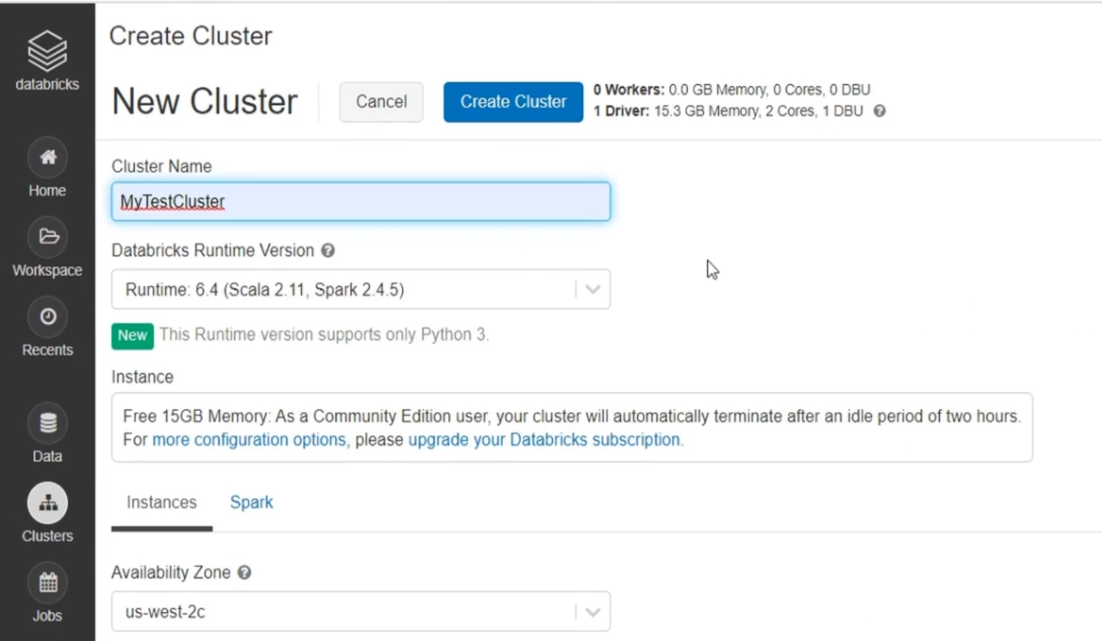 databricks
Home
Workspace
Recents
Data
Clusters
Jobs
Create Cluster
New Cluster
Cancel
Create Cluster
0 Workers: 0.0 GB Memory, 0 Cores, 0 DBU
1 Driver: 15.3 GB Memory, 2 Cores, 1 DBU ?
Cluster Name
MyTestCluster
Databricks Runtime Version ?
Runtime: 6.4 (Scala 2.11, Spark 2.4.5)
New This Runtime version supports only Python 3.
Instance
Free 15GB Memory: As a Community Edition user, your cluster will automatically terminate after an idle period of two hours.
For more configuration options, please upgrade your Databricks subscription.
Instances Spark
Availability Zone ?
us-west-2c